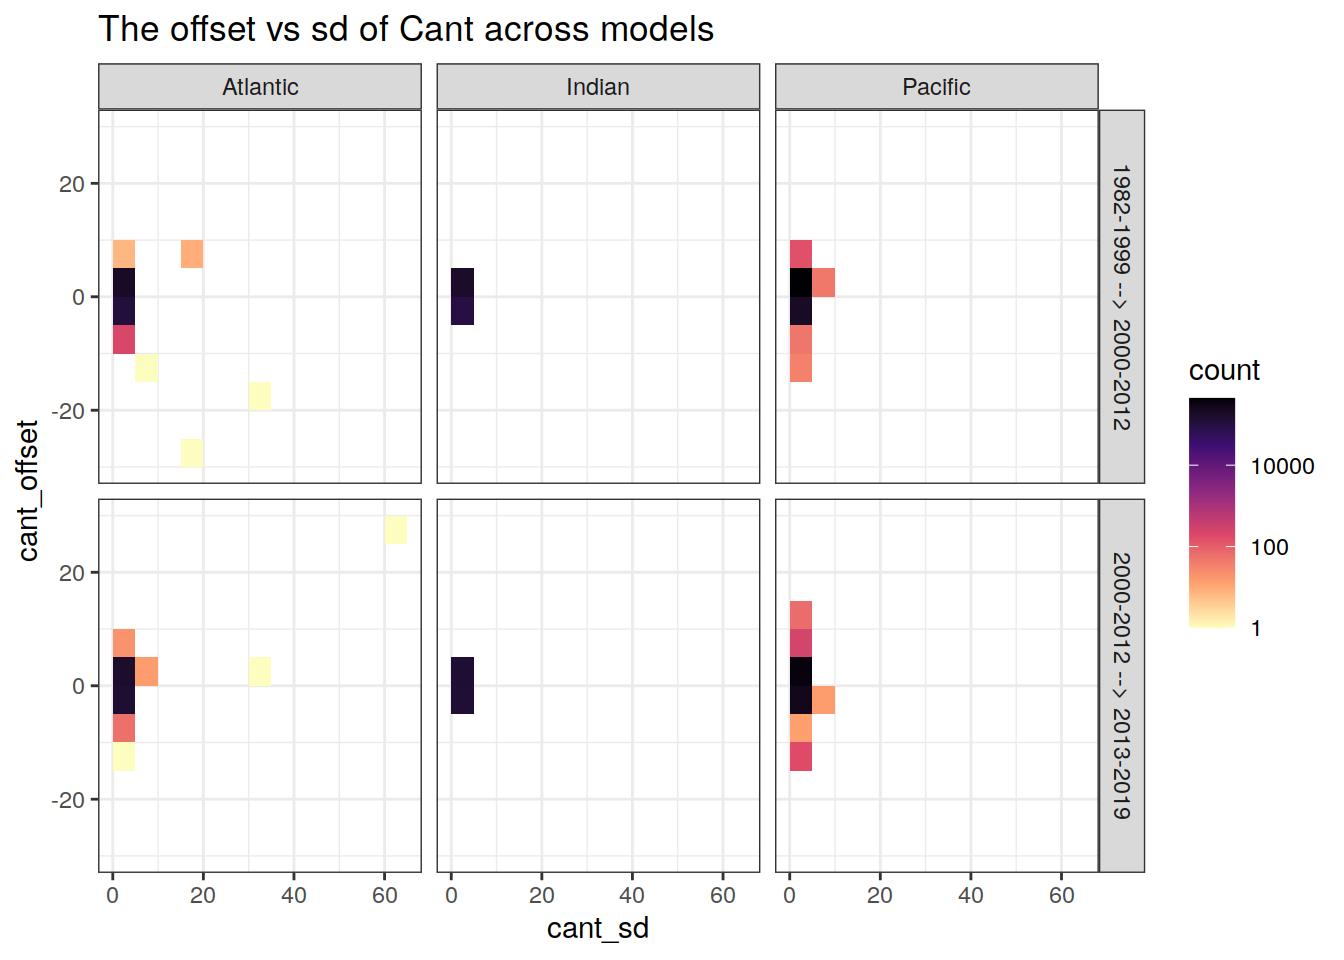 The offset vs sd of Cant across models
Atlantic
Indian
Pacific
1982-1999 --> 2000-2012
2000-2012 --> 2013-2019
cant_offset
20
0
-20
20
0
-20
0
20
40
60
0
20
40
60
0
20
40
60
cant_sd
count
10000
100
1